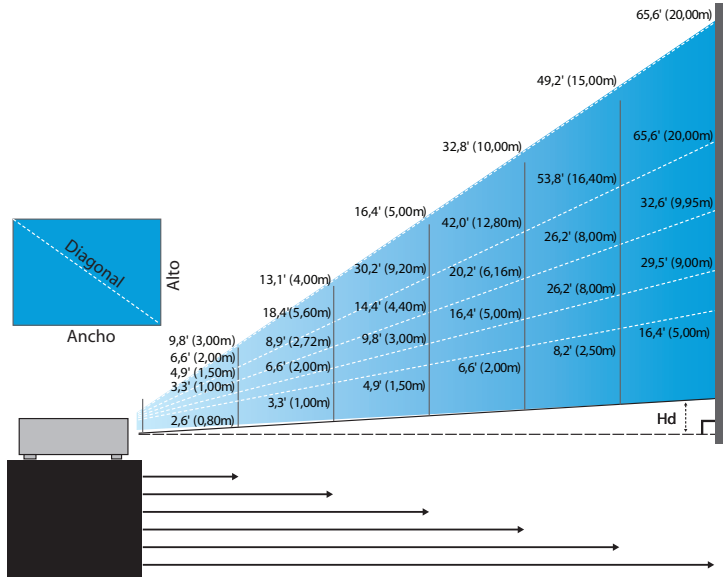 65,6' (20,00m)
49,2' (15,00m)
65,6' (20,00m)
32,8' (10,00m)
53,8' (16,40m)
32,6' (9,95m)
16,4' (5,00m)
42,0' (12,80m)
26,2' (8,00m)
29,5' (9,00m)
13,1' (4,00m)
30,2' (9,20m)
20,2' (6,16m)
26,2' (8,00m)
16,4' (5,00m)
18,4'(5,60m)
14,4' (4,40m)
16,4' (5,00m)
8,2' (2,50m)
9,8' (3,00m)
8,9' (2,72m)
9,8' (3,00m)
6,6' (2,00m)
6,6' (2,00m)
6,6' (2,00m)
4,9' (1,50m)
4,9' (1,50m)
3,3' (1,00m)
3,3' (1,00m)
2,6' (0,80m)
Diagonal
Alto
Ancho
Hd